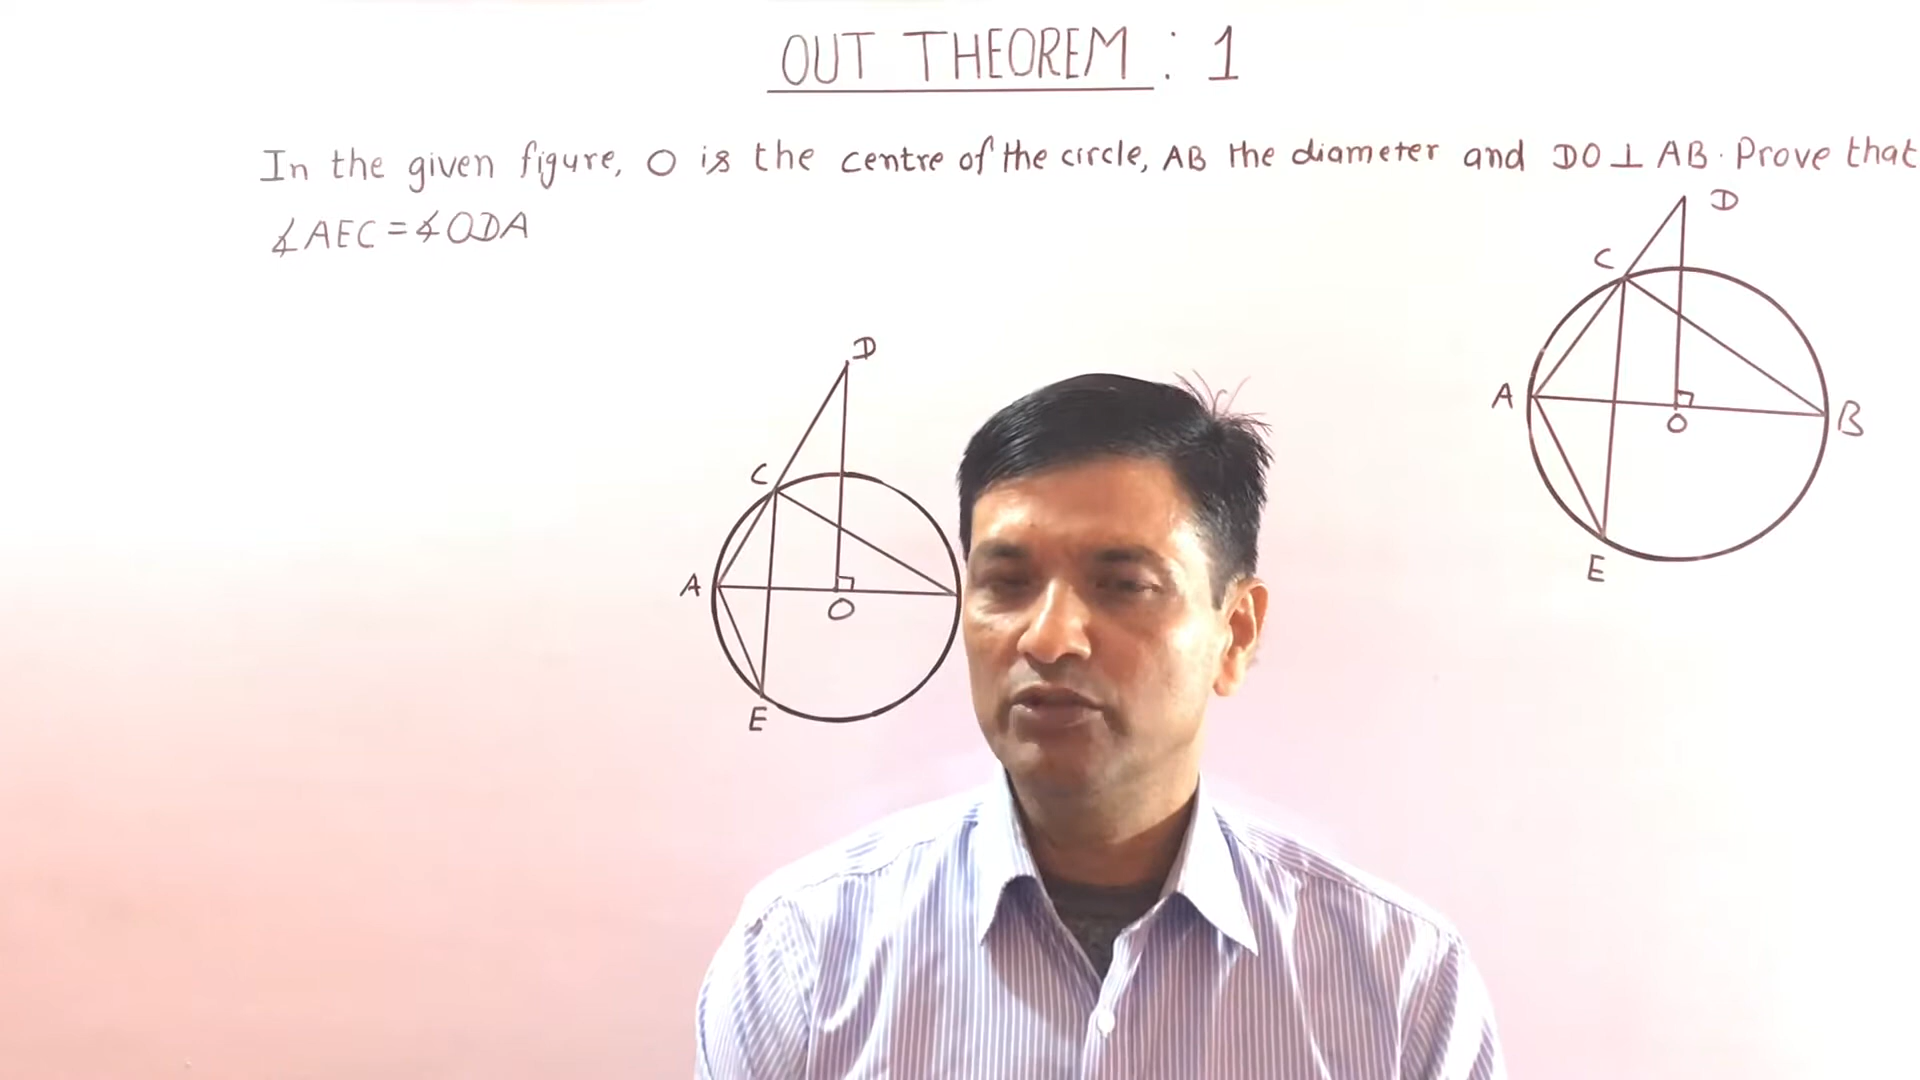 OUT THEOREM : 1
In the given figure, O is the centre of the circle, AB the diameter and DO ⊥ AB. Prove that
∡AEC = ∡ODA
D
C
A
O
E
D
C
A
O
B
E